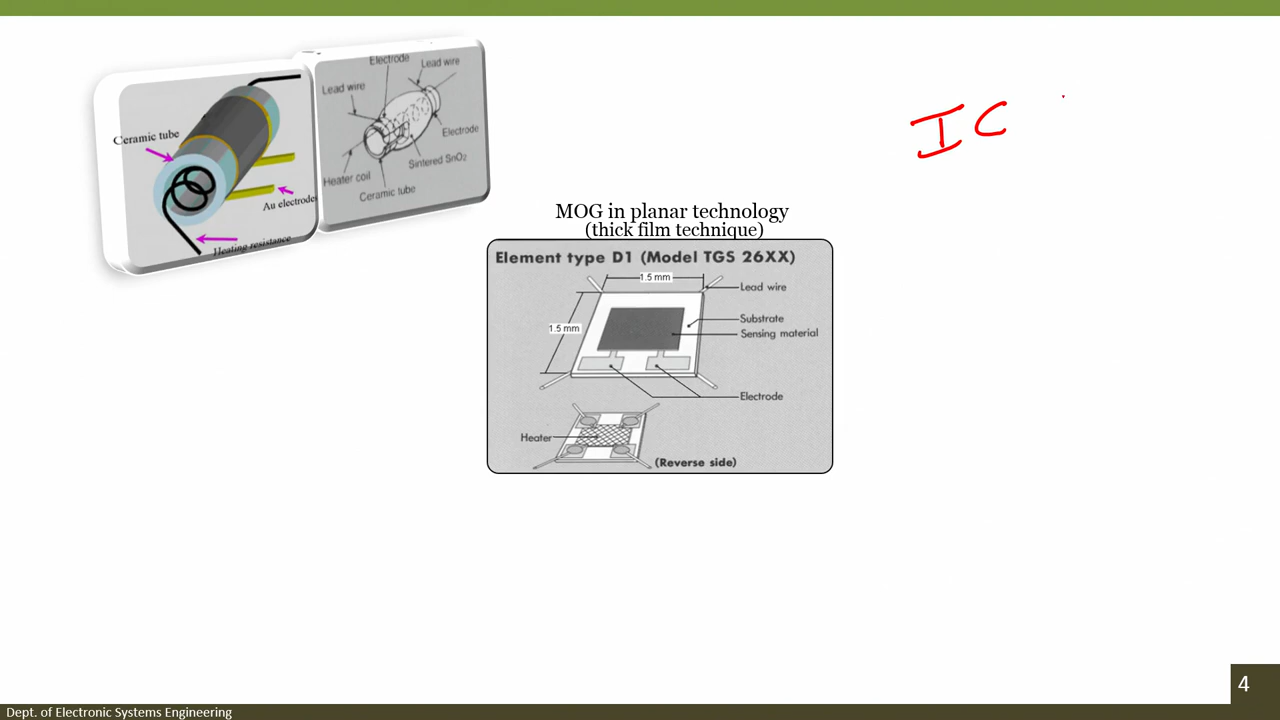 Ceramic tube
Au electrodes
Heating resistance
Electrode
Lead wire
Lead wire
Electrode
Sintered SnO2
Heater coil
Ceramic tube
IC
MOG in planar technology
(thick film technique)
Element type D1 (Model TGS 26XX)
1.5 mm
Lead wire
1.5 mm
Substrate
Sensing material
Electrode
Heater
(Reverse side)
4
Dept. of Electronic Systems Engineering